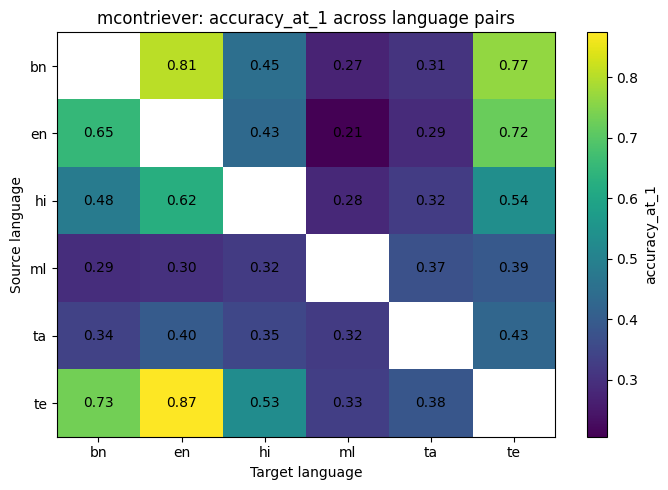 mcontriever: accuracy_at_1 across language pairs
bn 0.81 0.45 0.27 0.31 0.77
en 0.65 0.43 0.21 0.29 0.72
hi 0.48 0.62 0.28 0.32 0.54
ml 0.29 0.30 0.32 0.37 0.39
ta 0.34 0.40 0.35 0.32 0.43
te 0.73 0.87 0.53 0.33 0.38
bn en hi ml ta te
Target language
Source language
0.8
0.7
0.6
0.5
0.4
0.3
accuracy_at_1